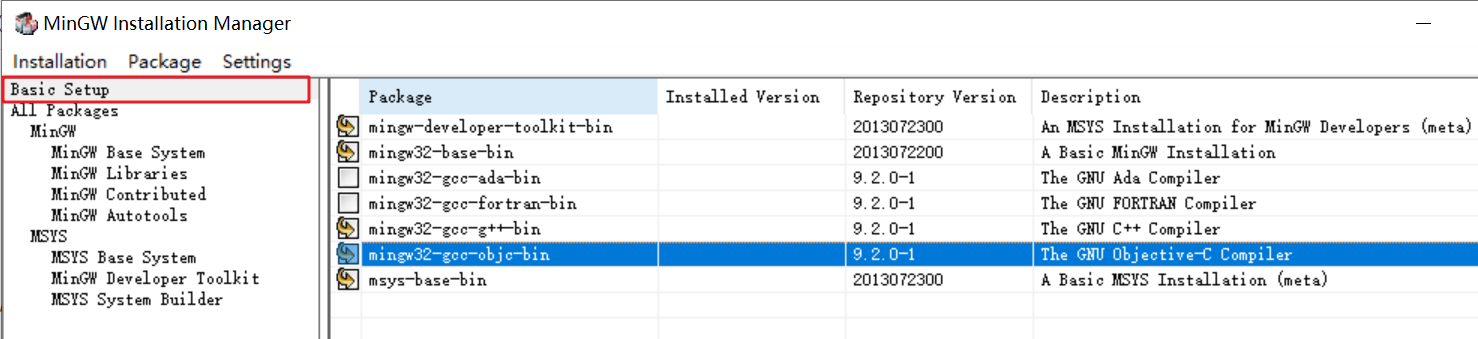 MinGW Installation Manager
Installation Package Settings
Basic Setup
All Packages
MinGW
MinGW Base System
MinGW Libraries
MinGW Contributed
MinGW Autotools
MSYS
MSYS Base System
MinGW Developer Toolkit
MSYS System Builder
Package Installed Version Repository Version Description
mingw-developer-toolkit-bin 2013072300 An MSYS Installation for MinGW Developers (meta)
mingw32-base-bin 2013072200 A Basic MinGW Installation
mingw32-gcc-ada-bin 9.2.0-1 The GNU Ada Compiler
mingw32-gcc-fortran-bin 9.2.0-1 The GNU FORTRAN Compiler
mingw32-gcc-g++-bin 9.2.0-1 The GNU C++ Compiler
mingw32-gcc-objc-bin 9.2.0-1 The GNU Objective-C Compiler
msys-base-bin 2013072300 A Basic MSYS Installation (meta)